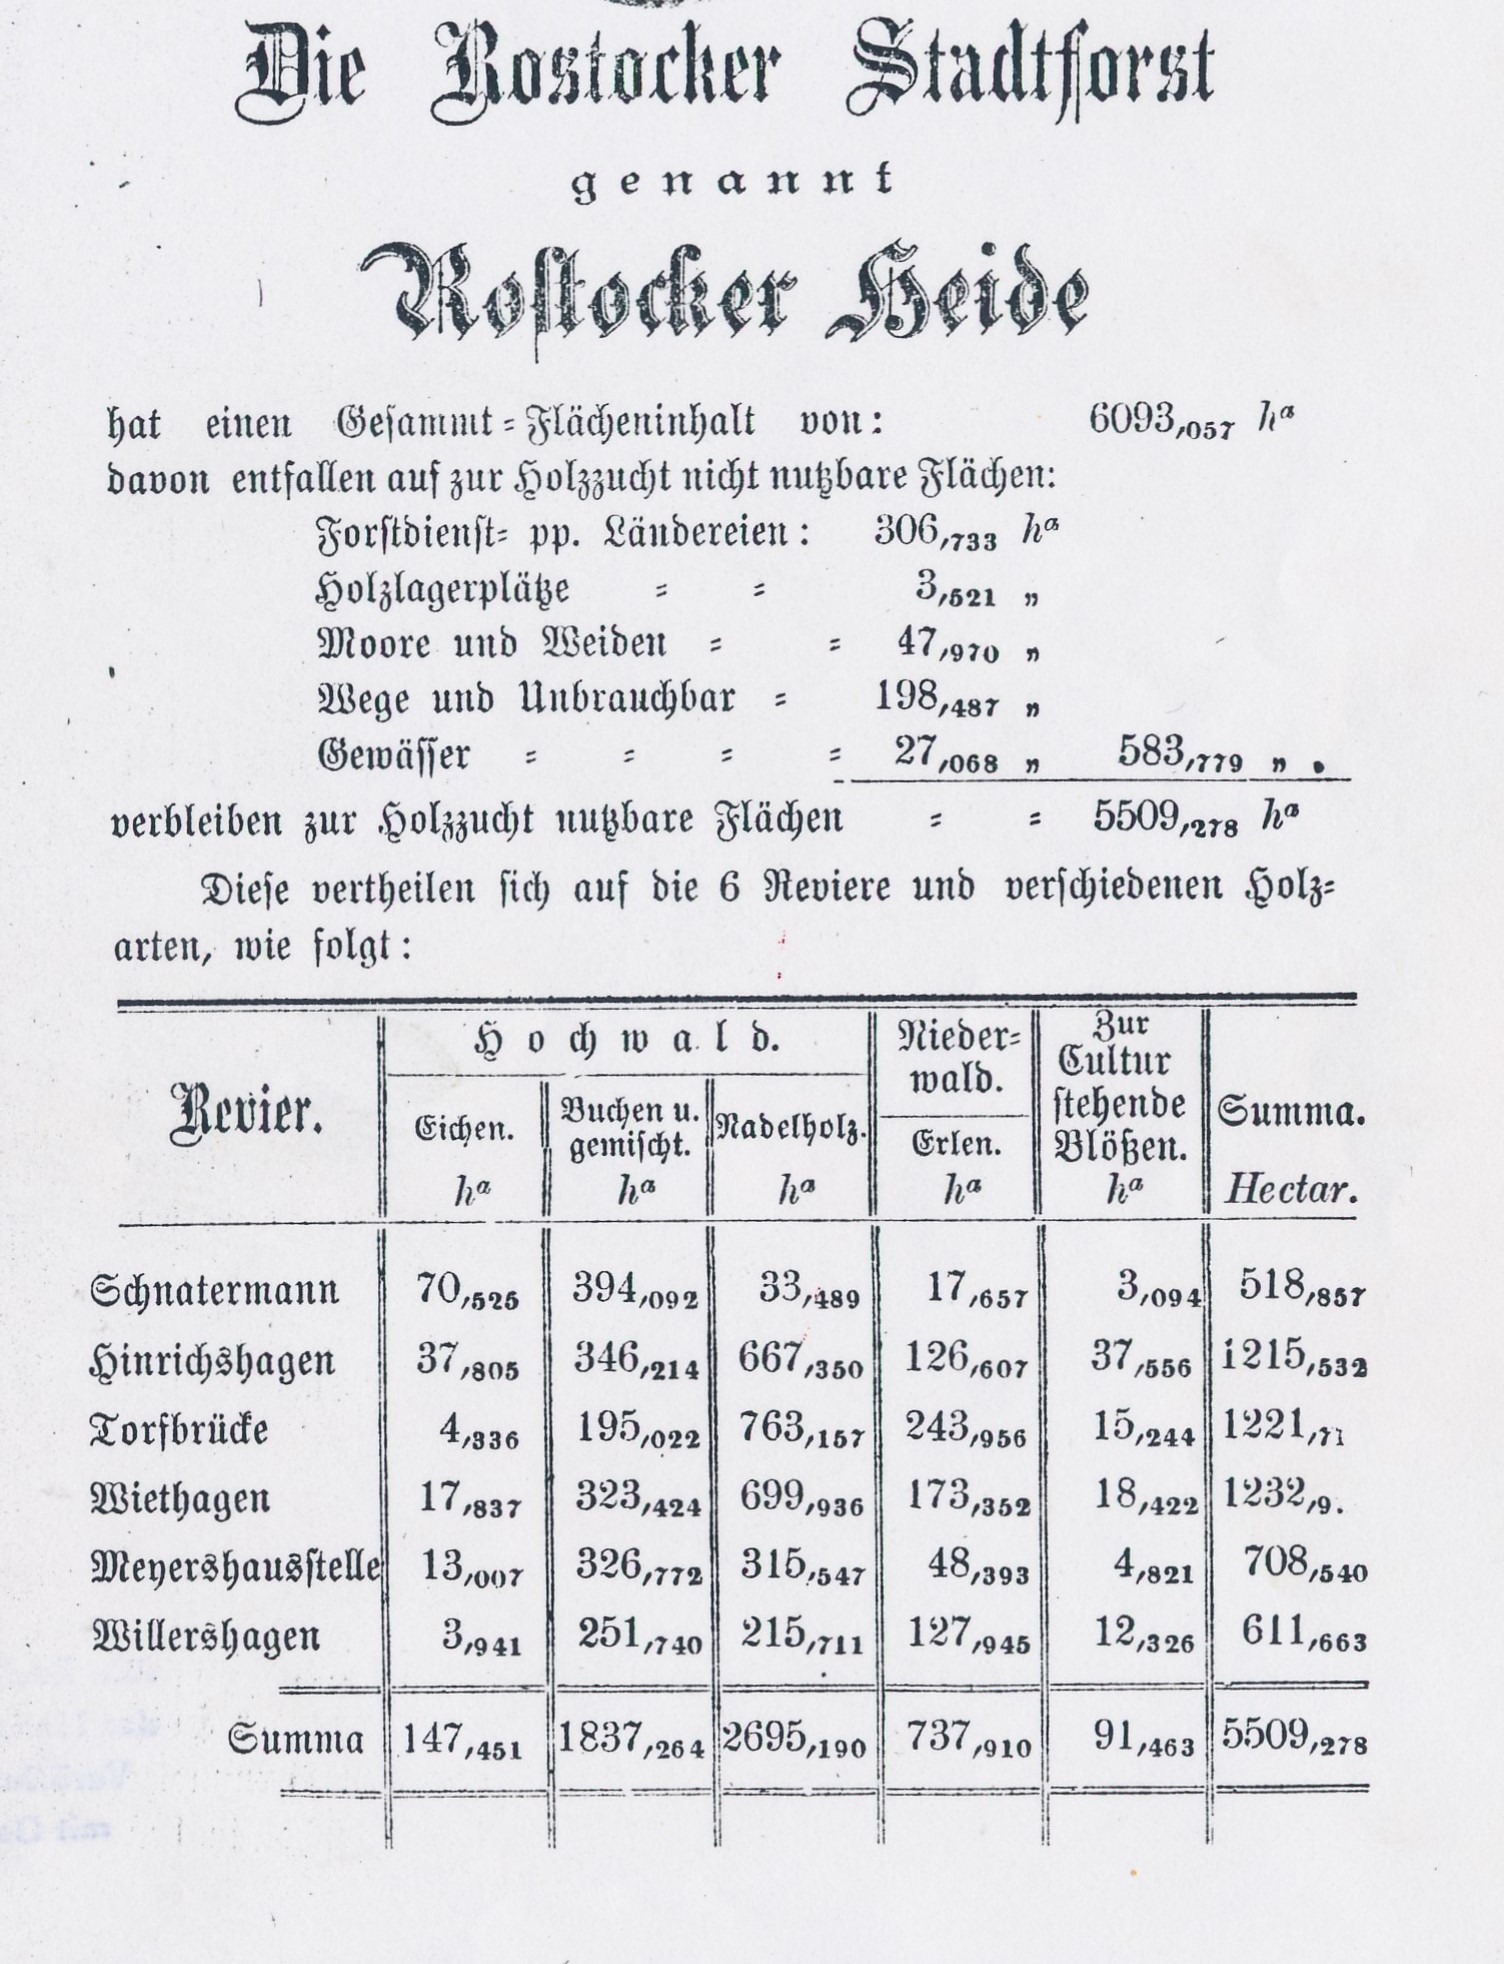 Die Rostocker Stadtforst
genannt
Rostocker Heide
hat einen Gesammt-Flächeninhalt von: 6093,057 ha
davon entfallen auf zur Holzzucht nicht nutzbare Flächen:
Forstdienst- pp. Ländereien: 306,733 ha
Holzlagerplätze = = 3,521 „
Moore und Weiden = = 47,970 „
Wege und Unbrauchbar = 198,487 „
Gewässer = = = = 27,068 „ 583,779 „
verbleiben zur Holzzucht nutzbare Flächen = = 5509,278 ha
Diese vertheilen sich auf die 6 Reviere und verschiedenen Holz-
arten, wie folgt:
Revier. Hochwald. Nieder-wald. Zur Cultur stehende Blößen. Summa.
Eichen. Buchen u. gemischt. Nadelholz. Erlen.
ha ha ha ha ha Hectar.
Schnatermann 70,525 394,092 33,489 17,657 3,094 518,857
Hinrichshagen 37,805 346,214 667,350 126,607 37,556 1215,532
Torfbrücke 4,336 195,022 763,157 243,956 15,244 1221,71
Wiethagen 17,837 323,424 699,936 173,352 18,422 1232,9
Meyershausstelle 13,007 326,772 315,547 48,393 4,821 708,540
Willershagen 3,941 251,740 215,711 127,945 12,326 611,663
Summa 147,451 1837,264 2695,190 737,910 91,463 5509,278